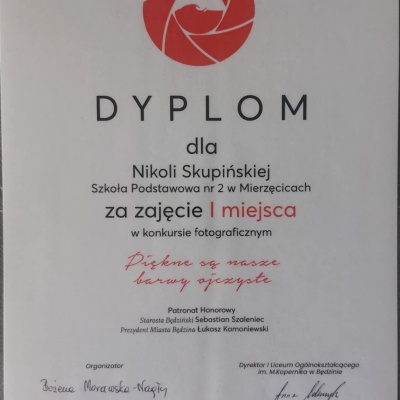 DYPLOM
dla
Nikoli Skupińskiej
Szkoła Podstawowa nr 2 w Mierzęcicach
za zajęcie I miejsca
w konkursie fotograficznym
Piękne są nasze
barwy ojczyste
Patronat Honorowy
Starosta Będziński Sebastian Szaleniec
Prezydent Miasta Będzina Łukasz Komoniewski
Organizator
Dyrektor I Liceum Ogólnokształcącego
im. M.Kopernika w Będzinie
Bożena Morawska-Nagły
Anna